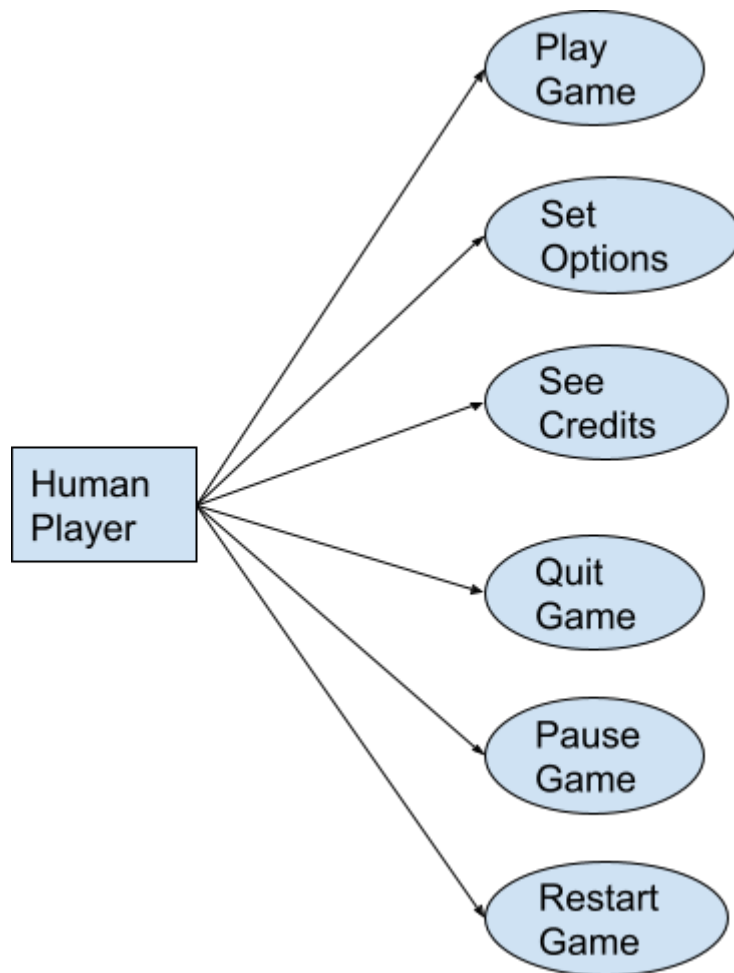 Play
Game
Set
Options
See
Credits
Human
Player
Quit
Game
Pause
Game
Restart
Game